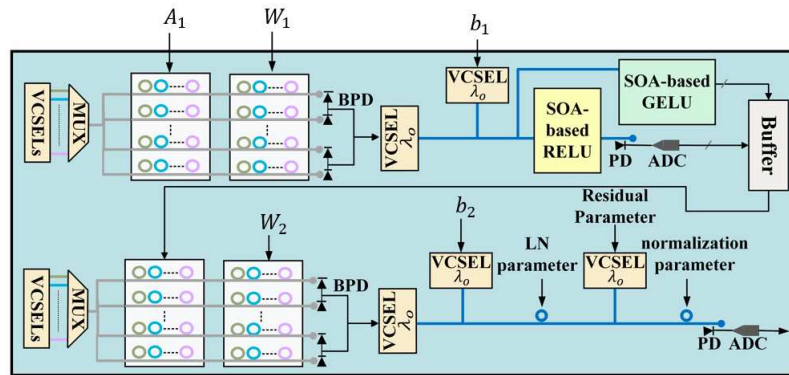 A₁
W₁
b₁
VCSELs
MUX
BPD
VCSEL
λₒ
VCSEL
λₒ
SOA-
based
RELU
SOA-based
GELU
PD
ADC
Buffer
W₂
b₂
Residual
Parameter
VCSELs
MUX
BPD
VCSEL
λₒ
VCSEL
λₒ
LN
parameter
VCSEL
λₒ
normalization
parameter
PD
ADC